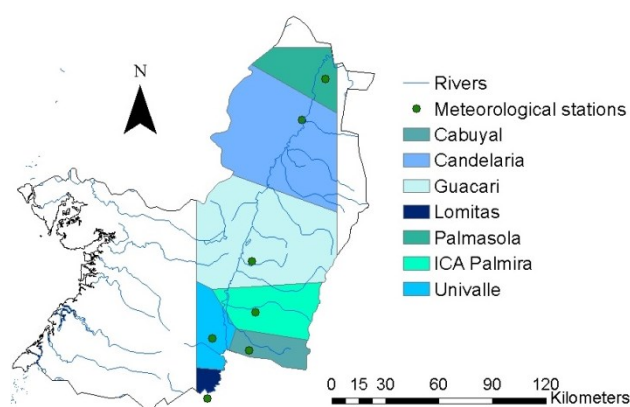 N
Rivers
Meteorological stations
Cabuyal
Candelaria
Guacari
Lomitas
Palmasola
ICA Palmira
Univalle
0 15 30 60 90 120
Kilometers